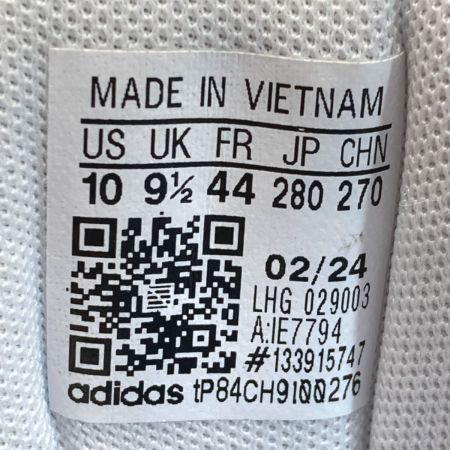 MADE IN VIETNAM
US UK FR JP CHN
10 9½ 44 280 270
02/24
LHG 029003
A:IE7794
#133915747
adidas tP84CH9I00276